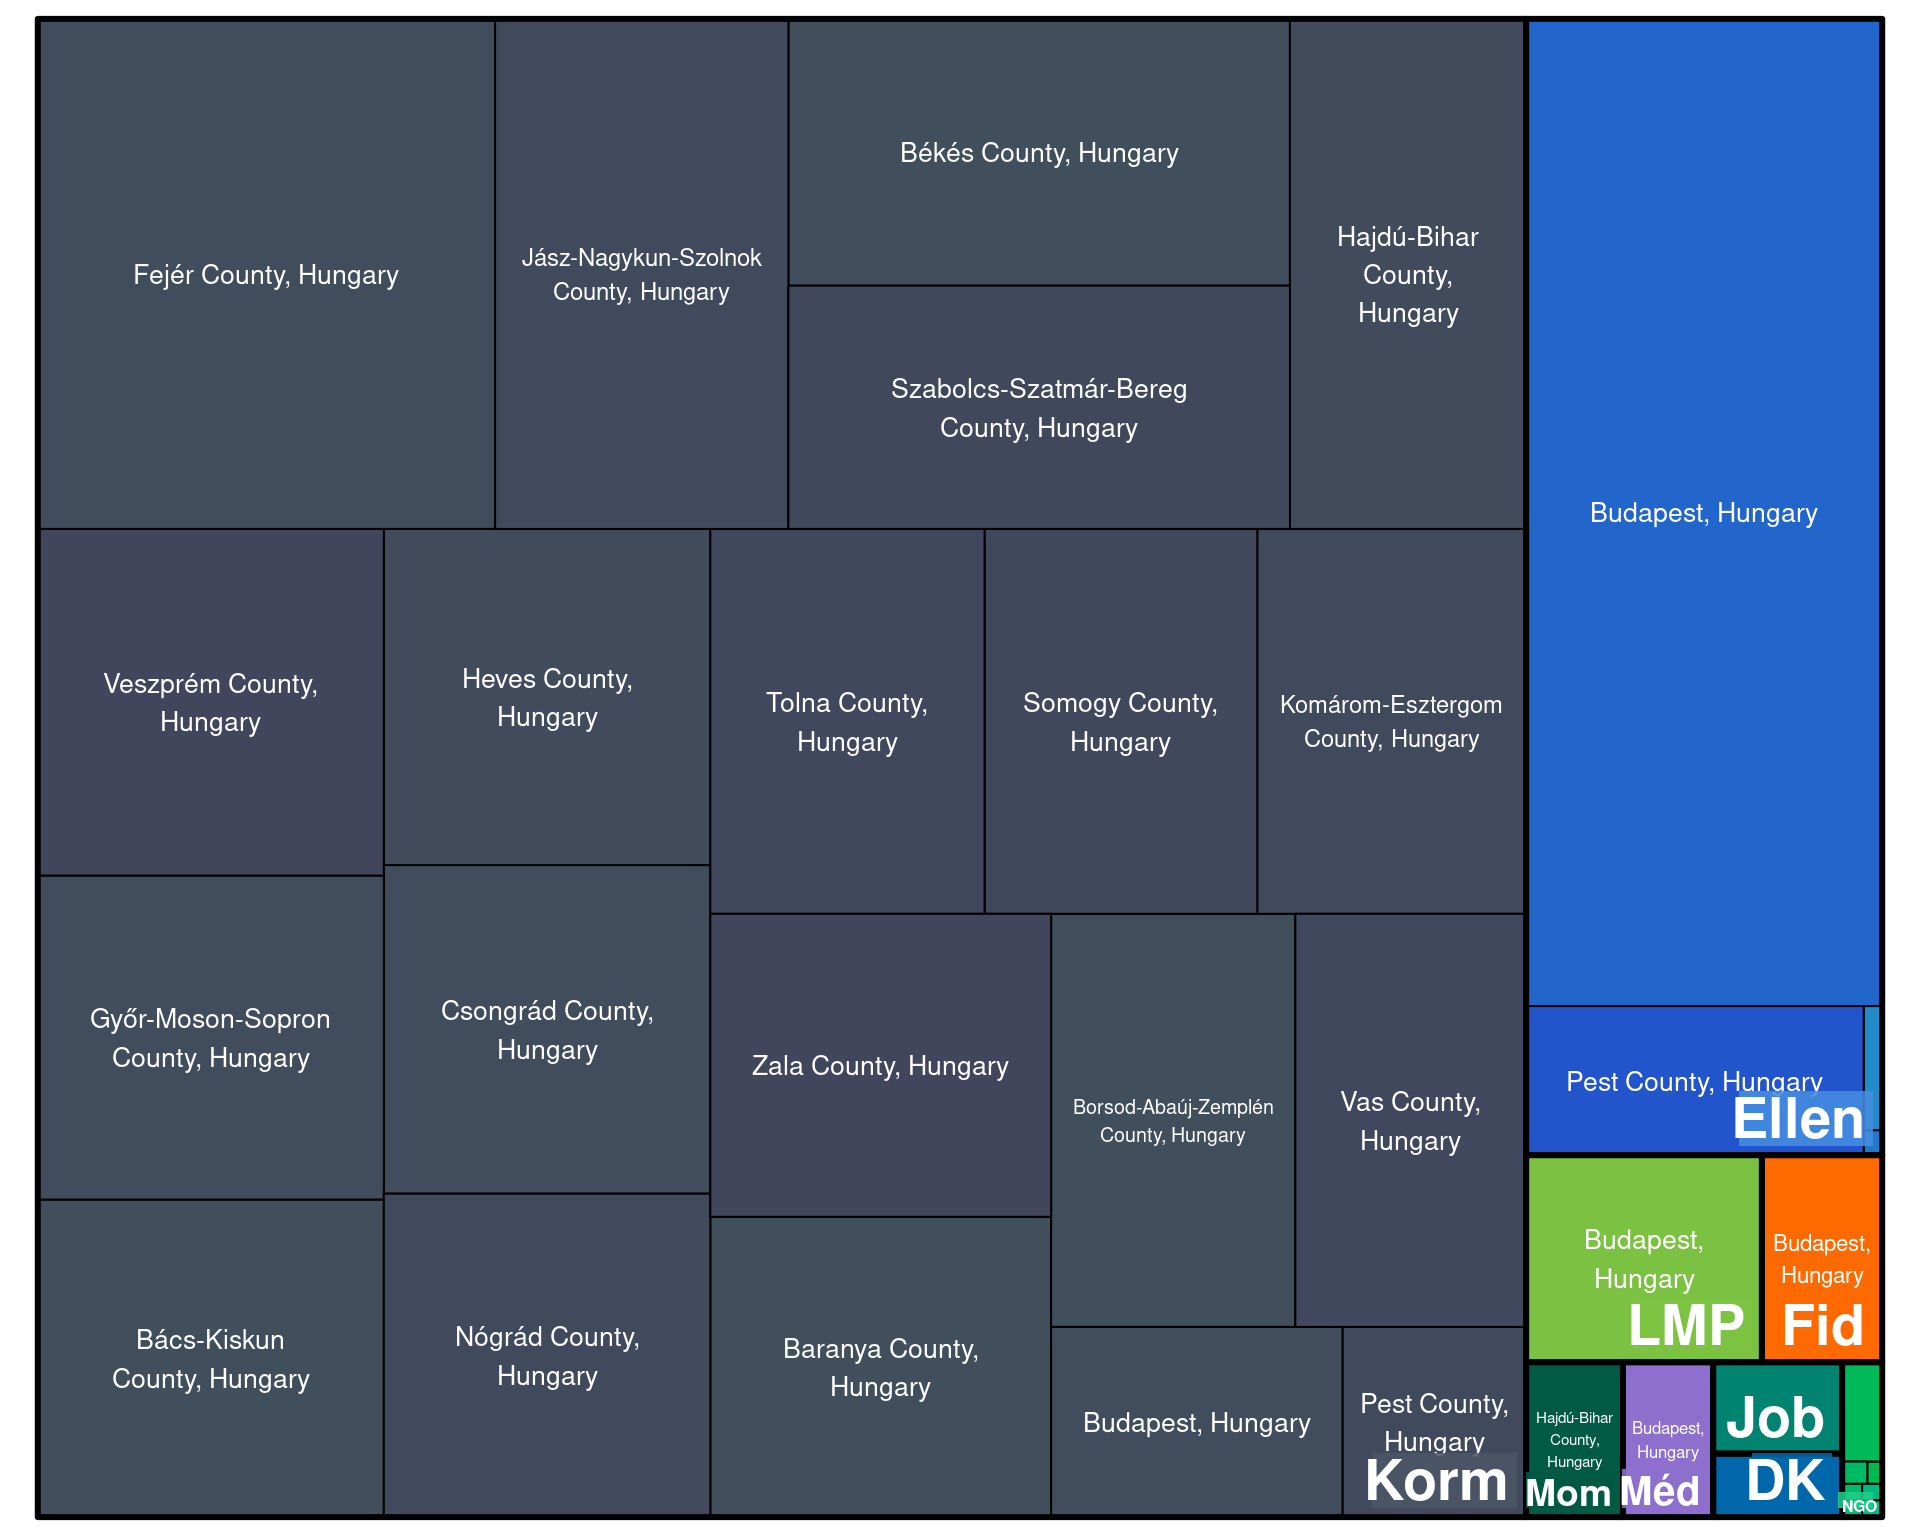 Fejér County, Hungary
Jász-Nagykun-Szolnok
County, Hungary
Békés County, Hungary
Szabolcs-Szatmár-Bereg
County, Hungary
Hajdú-Bihar
County,
Hungary
Veszprém County,
Hungary
Heves County,
Hungary
Tolna County,
Hungary
Somogy County,
Hungary
Komárom-Esztergom
County, Hungary
Győr-Moson-Sopron
County, Hungary
Csongrád County,
Hungary
Zala County, Hungary
Borsod-Abaúj-Zemplén
County, Hungary
Vas County,
Hungary
Bács-Kiskun
County, Hungary
Nógrád County,
Hungary
Baranya County,
Hungary
Budapest, Hungary
Pest County,
Hungary
Korm
Budapest, Hungary
Pest County, Hungary
Ellen
Budapest,
Hungary
LMP
Budapest,
Hungary
Fid
Hajdú-Bihar
County,
Hungary
Mom
Budapest,
Hungary
Méd
Job
DK
NGO